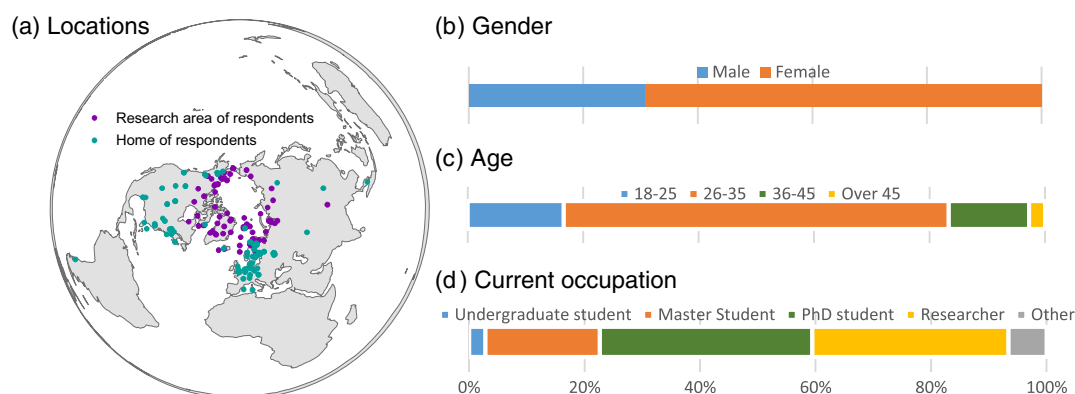 (a) Locations
Research area of respondents
Home of respondents
(b) Gender
Male Female
(c) Age
18-25 26-35 36-45 Over 45
(d) Current occupation
Undergraduate student Master Student PhD student Researcher Other
0% 20% 40% 60% 80% 100%